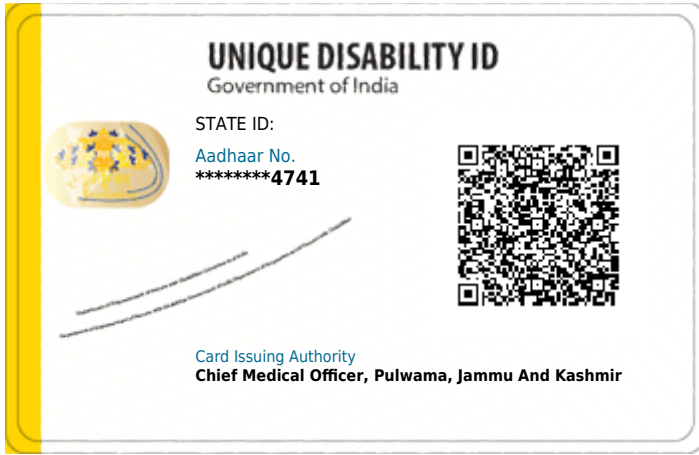 UNIQUE DISABILITY ID
Government of India
STATE ID:
Aadhaar No.
********4741
Card Issuing Authority
Chief Medical Officer, Pulwama, Jammu And Kashmir